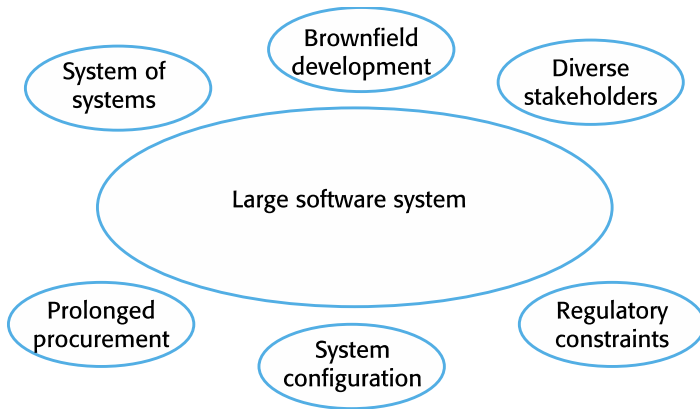 Brownfield
development
System of
systems
Diverse
stakeholders
Large software system
Prolonged
procurement
System
configuration
Regulatory
constraints